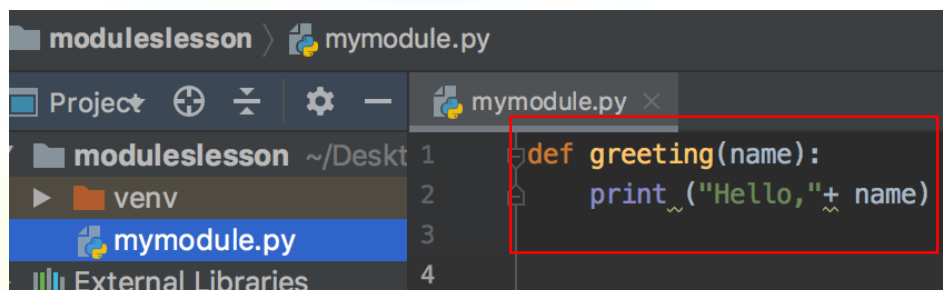 moduleslesson mymodule.py
Project mymodule.py
moduleslesson ~/Deskt
venv
mymodule.py
External Libraries
1 def greeting(name):
2 print ("Hello,"+ name)
3
4